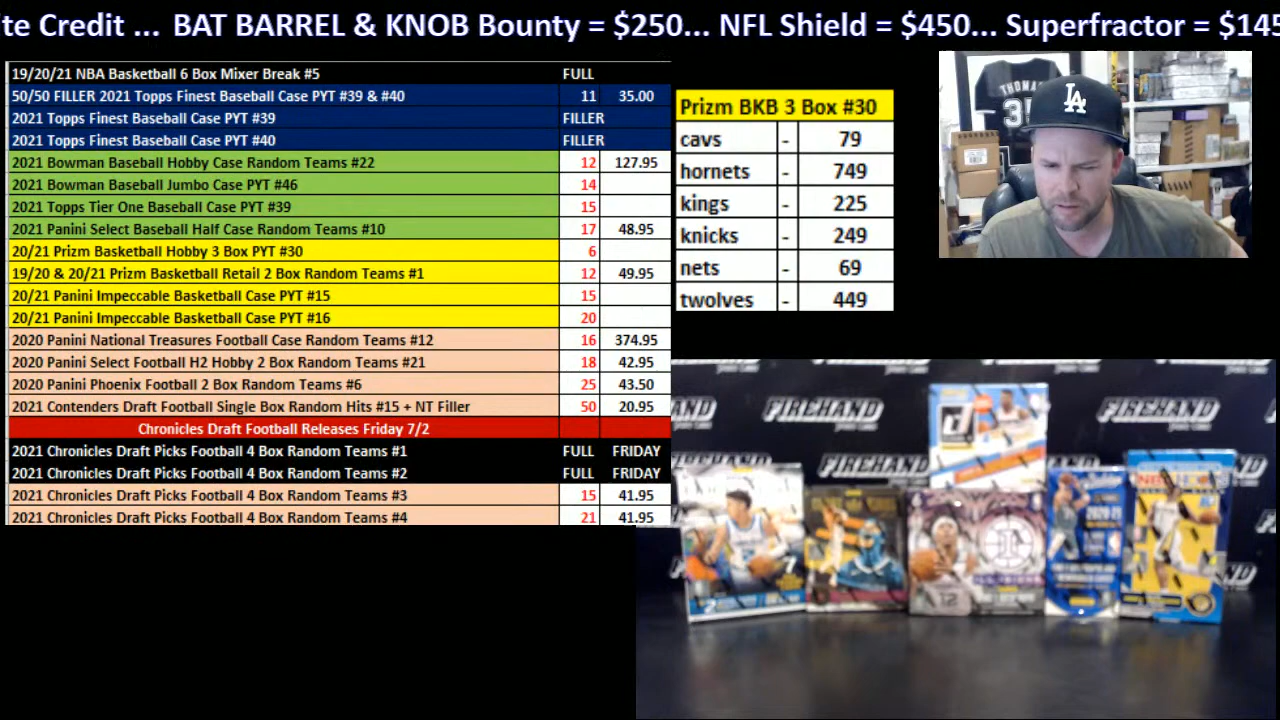 te Credit ... BAT BARREL & KNOB Bounty = $250... NFL Shield = $450... Superfractor = $145
19/20/21 NBA Basketball 6 Box Mixer Break #5 FULL
50/50 FILLER 2021 Topps Finest Baseball Case PYT #39 & #40 11 35.00
2021 Topps Finest Baseball Case PYT #39 FILLER
2021 Topps Finest Baseball Case PYT #40 FILLER
2021 Bowman Baseball Hobby Case Random Teams #22 12 127.95
2021 Bowman Baseball Jumbo Case PYT #46 14
2021 Topps Tier One Baseball Case PYT #39 15
2021 Panini Select Baseball Half Case Random Teams #10 17 48.95
20/21 Prizm Basketball Hobby 3 Box PYT #30 6
19/20 & 20/21 Prizm Basketball Retail 2 Box Random Teams #1 12 49.95
20/21 Panini Impeccable Basketball Case PYT #15 15
20/21 Panini Impeccable Basketball Case PYT #16 20
2020 Panini National Treasures Football Case Random Teams #12 16 374.95
2020 Panini Select Football H2 Hobby 2 Box Random Teams #21 18 42.95
2020 Panini Phoenix Football 2 Box Random Teams #6 25 43.50
2021 Contenders Draft Football Single Box Random Hits #15 + NT Filler 50 20.95
Chronicles Draft Football Releases Friday 7/2
2021 Chronicles Draft Picks Football 4 Box Random Teams #1 FULL FRIDAY
2021 Chronicles Draft Picks Football 4 Box Random Teams #2 FULL FRIDAY
2021 Chronicles Draft Picks Football 4 Box Random Teams #3 15 41.95
2021 Chronicles Draft Picks Football 4 Box Random Teams #4 21 41.95
Prizm BKB 3 Box #30
cavs - 79
hornets - 749
kings - 225
knicks - 249
nets - 69
twolves - 449
THOMAS
LA
FIREHAND
FIREHAND
FIREHAND